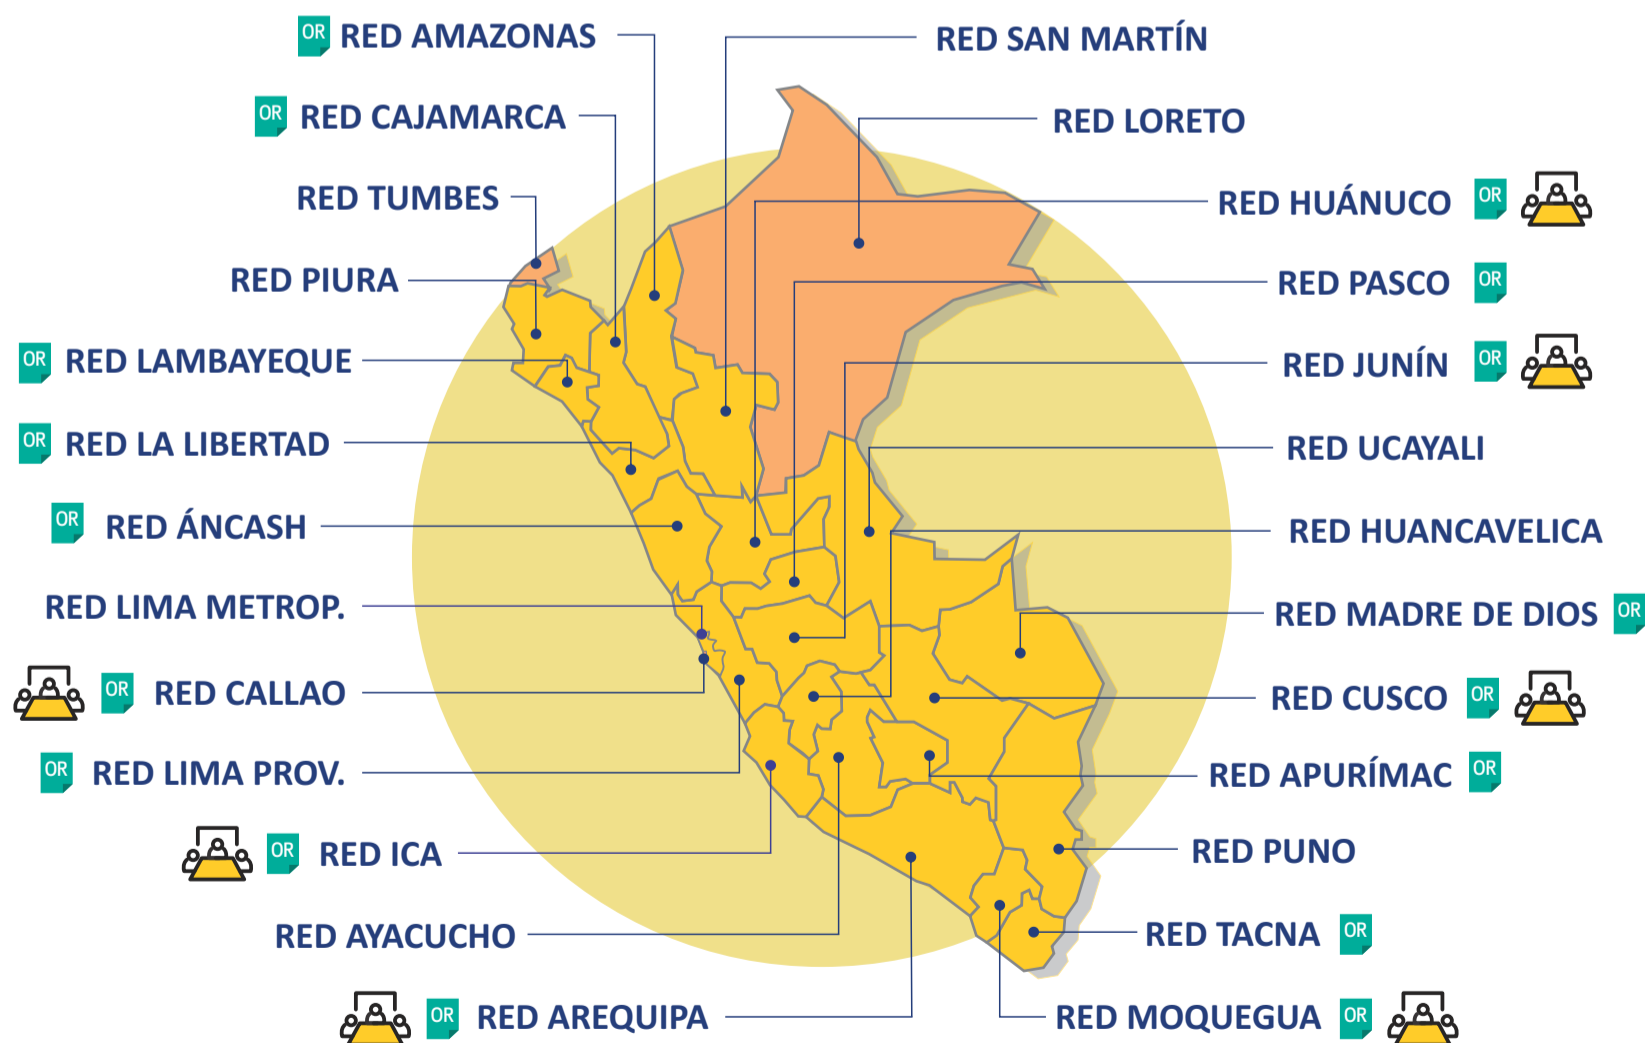 OR RED AMAZONAS
RED SAN MARTÍN
OR RED CAJAMARCA
RED LORETO
RED TUMBES
RED HUÁNUCO OR
RED PIURA
RED PASCO OR
OR RED LAMBAYEQUE
RED JUNÍN OR
OR RED LA LIBERTAD
RED UCAYALI
OR RED ÁNCASH
RED HUANCAVELICA
RED LIMA METROP.
RED MADRE DE DIOS OR
OR RED CALLAO
RED CUSCO OR
OR RED LIMA PROV.
RED APURÍMAC OR
OR RED ICA
RED PUNO
RED AYACUCHO
RED TACNA OR
OR RED AREQUIPA
RED MOQUEGUA OR